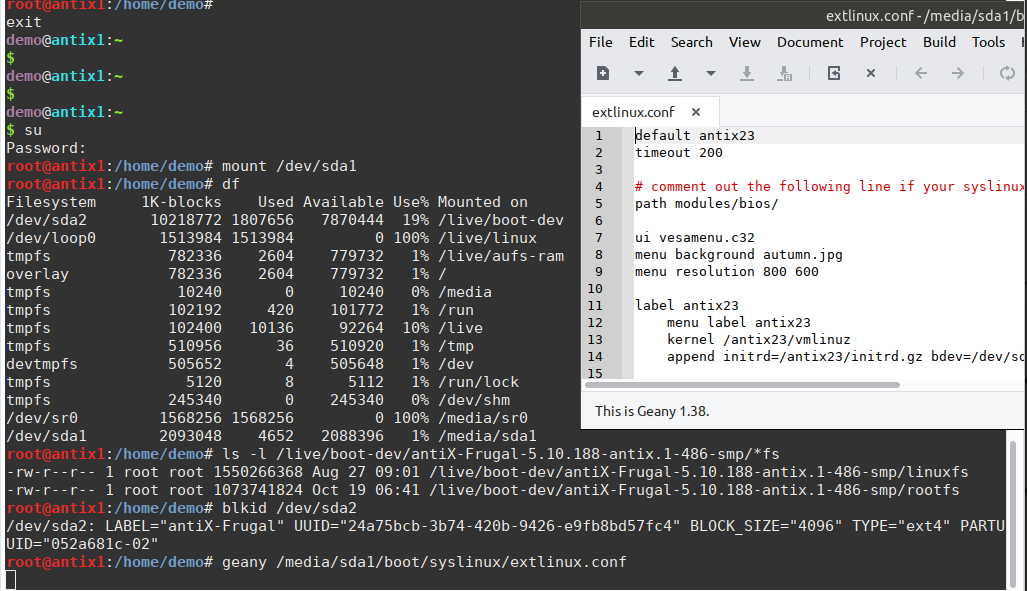 root@antix1:/home/demo#
exit
demo@antix1:~
$
demo@antix1:~
$
demo@antix1:~
$ su
Password:
root@antix1:/home/demo# mount /dev/sda1
root@antix1:/home/demo# df
Filesystem     1K-blocks    Used Available Use% Mounted on
/dev/sda2       10218772 1807656   7870444  19% /live/boot-dev
/dev/loop0       1513984 1513984         0 100% /live/linux
tmpfs             782336    2604    779732   1% /live/aufs-ram
overlay           782336    2604    779732   1% /
tmpfs              10240       0     10240   0% /media
tmpfs             102192     420    101772   1% /run
tmpfs             102400   10136     92264  10% /live
tmpfs             510956      36    510920   1% /tmp
devtmpfs          505652       4    505648   1% /dev
tmpfs               5120       8      5112   1% /run/lock
tmpfs             245340       0    245340   0% /dev/shm
/dev/sr0         1568256 1568256         0 100% /media/sr0
/dev/sda1        2093048    4652   2088396   1% /media/sda1
root@antix1:/home/demo# ls -l /live/boot-dev/antiX-Frugal-5.10.188-antix.1-486-smp/*fs
-rw-r--r-- 1 root root 1550266368 Aug 27 09:01 /live/boot-dev/antiX-Frugal-5.10.188-antix.1-486-smp/linuxfs
-rw-r--r-- 1 root root 1073741824 Oct 19 06:41 /live/boot-dev/antiX-Frugal-5.10.188-antix.1-486-smp/rootfs
root@antix1:/home/demo# blkid /dev/sda2
/dev/sda2: LABEL="antiX-Frugal" UUID="24a75bcb-3b74-420b-9426-e9fb8bd57fc4" BLOCK_SIZE="4096" TYPE="ext4" PARTU
UID="052a681c-02"
root@antix1:/home/demo# geany /media/sda1/boot/syslinux/extlinux.conf
extlinux.conf - /media/sda1/b
File Edit Search View Document Project Build Tools
extlinux.conf ×
1 default antix23
2 timeout 200
3
4 # comment out the following line if your syslinux
5 path modules/bios/
6
7 ui vesamenu.c32
8 menu background autumn.jpg
9 menu resolution 800 600
10
11 label antix23
12     menu label antix23
13     kernel /antix23/vmlinuz
14     append initrd=/antix23/initrd.gz bdev=/dev/sd
15
This is Geany 1.38.